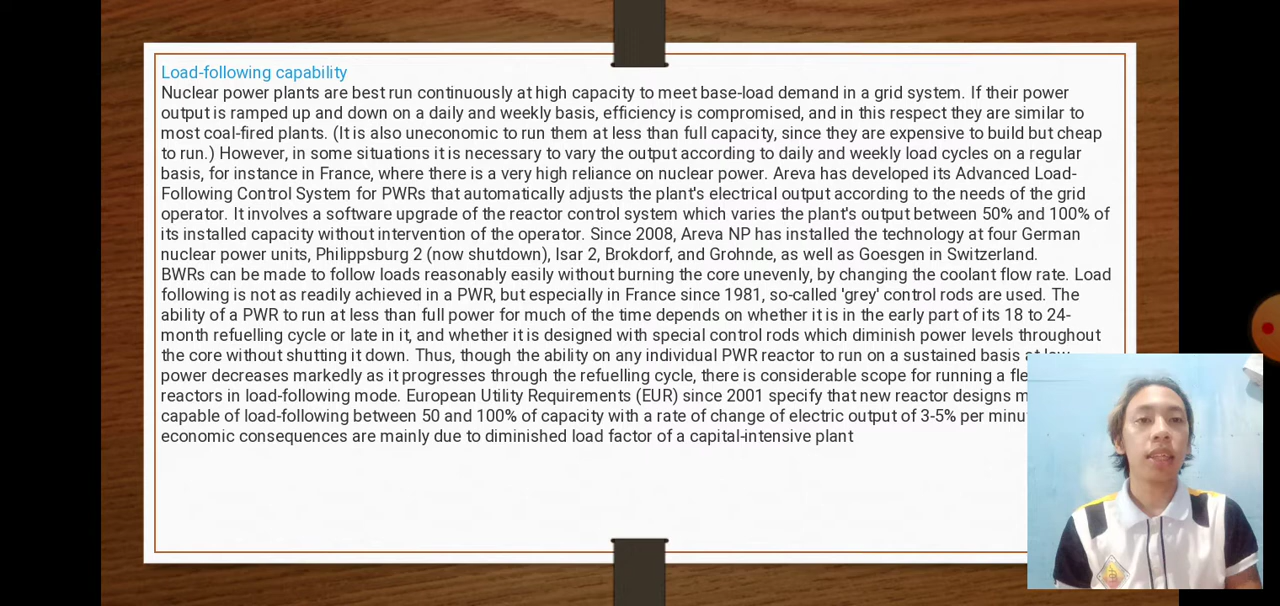 Load-following capability
Nuclear power plants are best run continuously at high capacity to meet base-load demand in a grid system. If their power
output is ramped up and down on a daily and weekly basis, efficiency is compromised, and in this respect they are similar to
most coal-fired plants. (It is also uneconomic to run them at less than full capacity, since they are expensive to build but cheap
to run.) However, in some situations it is necessary to vary the output according to daily and weekly load cycles on a regular
basis, for instance in France, where there is a very high reliance on nuclear power. Areva has developed its Advanced Load-
Following Control System for PWRs that automatically adjusts the plant's electrical output according to the needs of the grid
operator. It involves a software upgrade of the reactor control system which varies the plant's output between 50% and 100% of
its installed capacity without intervention of the operator. Since 2008, Areva NP has installed the technology at four German
nuclear power units, Philippsburg 2 (now shutdown), Isar 2, Brokdorf, and Grohnde, as well as Goesgen in Switzerland.
BWRs can be made to follow loads reasonably easily without burning the core unevenly, by changing the coolant flow rate. Load
following is not as readily achieved in a PWR, but especially in France since 1981, so-called 'grey' control rods are used. The
ability of a PWR to run at less than full power for much of the time depends on whether it is in the early part of its 18 to 24-
month refuelling cycle or late in it, and whether it is designed with special control rods which diminish power levels throughout
the core without shutting it down. Thus, though the ability on any individual PWR reactor to run on a sustained basis at low
power decreases markedly as it progresses through the refuelling cycle, there is considerable scope for running a
reactors in load-following mode. European Utility Requirements (EUR) since 2001 specify that new reactor designs
capable of load-following between 50 and 100% of capacity with a rate of change of electric output of 3-5% per
economic consequences are mainly due to diminished load factor of a capital-intensive plant